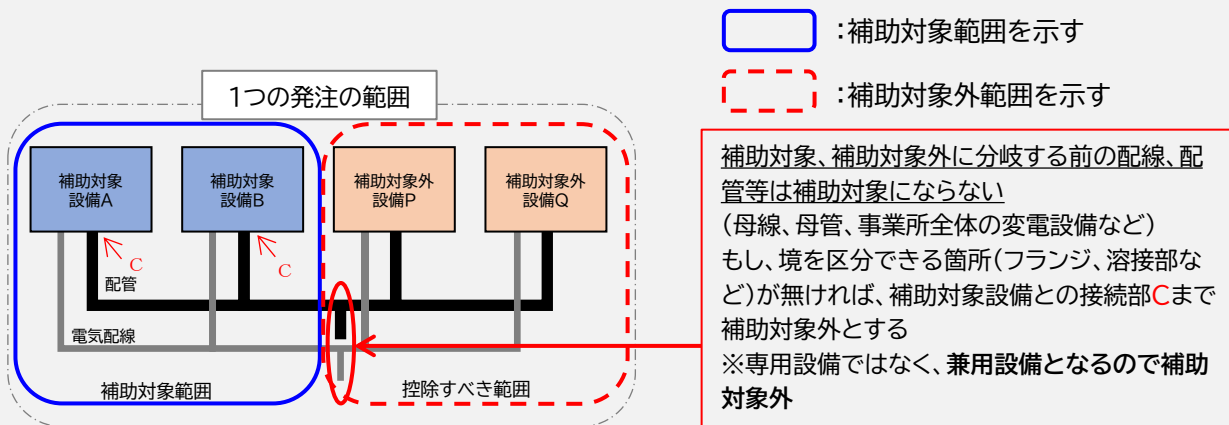 :補助対象範囲を示す
:補助対象外範囲を示す
1つの発注の範囲
補助対象
設備A
補助対象
設備B
補助対象外
設備P
補助対象外
設備Q
C
C
配管
電気配線
補助対象範囲
控除すべき範囲
補助対象、補助対象外に分岐する前の配線、配
管等は補助対象にならない
(母線、母管、事業所全体の変電設備など)
もし、境を区分できる箇所(フランジ、溶接部な
ど)が無ければ、補助対象設備との接続部Cまで
補助対象外とする
※専用設備ではなく、兼用設備となるので補助
対象外